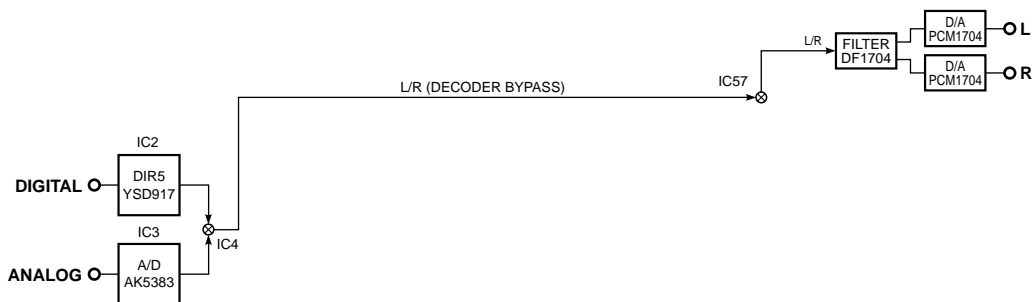 D/A
PCM1704
L
L/R
FILTER
DF1704
D/A
PCM1704
R
IC57
L/R (DECODER BYPASS)
IC2
DIR5
YSD917
DIGITAL
IC4
IC3
A/D
AK5383
ANALOG